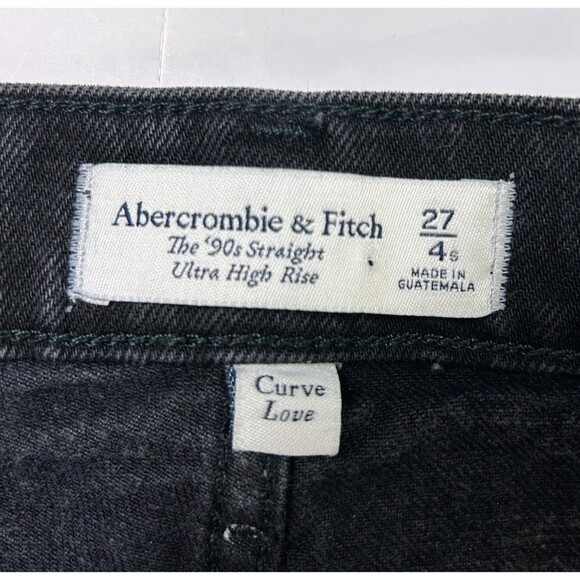 Abercrombie & Fitch
The '90s Straight
Ultra High Rise
27
4s
MADE IN
GUATEMALA
Curve
Love